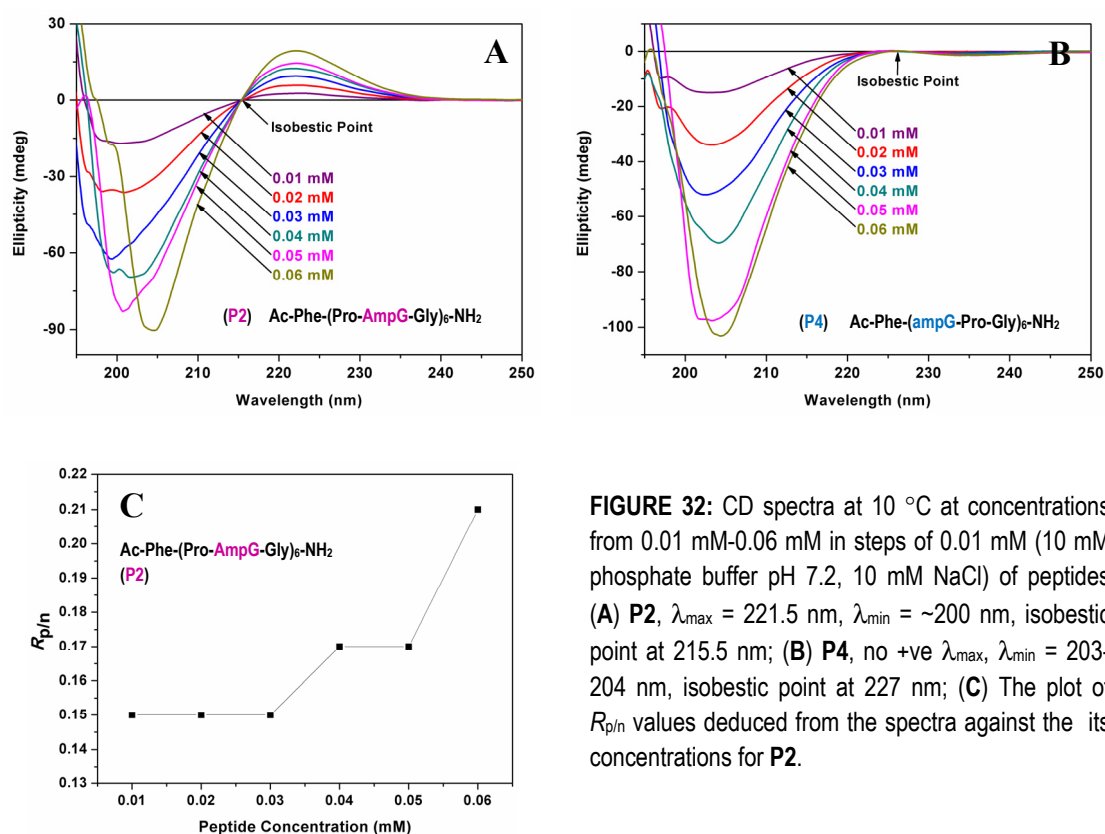 A
30
0
-30
-60
-90
Ellipticity (mdeg)
Isobestic Point
0.01 mM
0.02 mM
0.03 mM
0.04 mM
0.05 mM
0.06 mM
(P2) Ac-Phe-(Pro-AmpG-Gly)6-NH2
200 210 220 230 240 250
Wavelength (nm)
B
0
-20
-40
-60
-80
-100
Ellipticity (mdeg)
Isobestic Point
0.01 mM
0.02 mM
0.03 mM
0.04 mM
0.05 mM
0.06 mM
(P4) Ac-Phe-(ampG-Pro-Gly)6-NH2
200 210 220 230 240 250
Wavelength (nm)
C
0.22
0.21
0.20
0.19
0.18
0.17
0.16
0.15
0.14
0.13
Rp/n
Ac-Phe-(Pro-AmpG-Gly)6-NH2
(P2)
0.01 0.02 0.03 0.04 0.05 0.06
Peptide Concentration (mM)
FIGURE 32: CD spectra at 10 °C at concentrations
from 0.01 mM-0.06 mM in steps of 0.01 mM (10 mM
phosphate buffer pH 7.2, 10 mM NaCl) of peptides
(A) P2, λmax = 221.5 nm, λmin = ~200 nm, isobestic
point at 215.5 nm; (B) P4, no +ve λmax, λmin = 203-
204 nm, isobestic point at 227 nm; (C) The plot of
Rp/n values deduced from the spectra against the its
concentrations for P2.